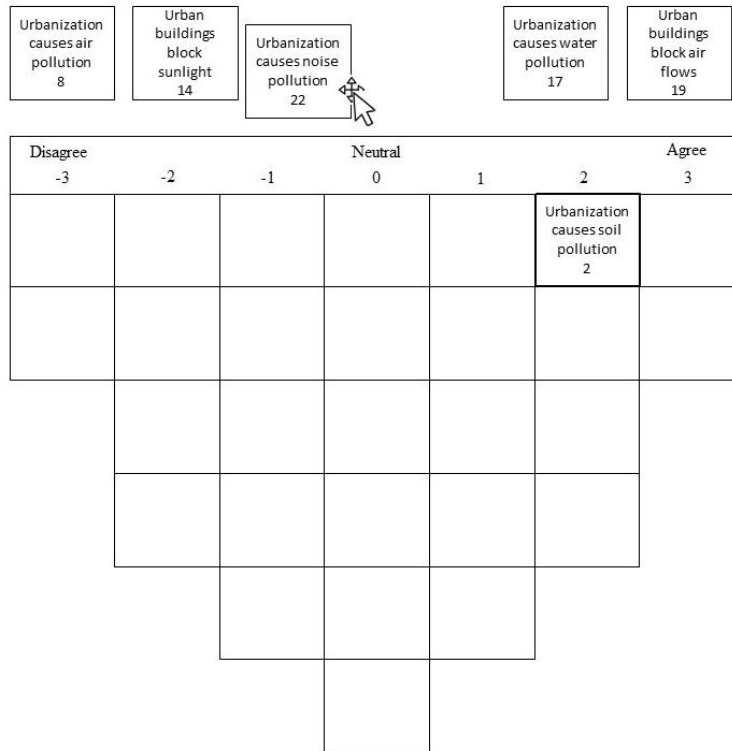 Urbanization
causes air
pollution
8
Urban
buildings
block
sunlight
14
Urbanization
causes noise
pollution
22
Urbanization
causes water
pollution
17
Urban
buildings
block air
flows
19
Disagree Neutral Agree
-3 -2 -1 0 1 2 3
Urbanization
causes soil
pollution
2